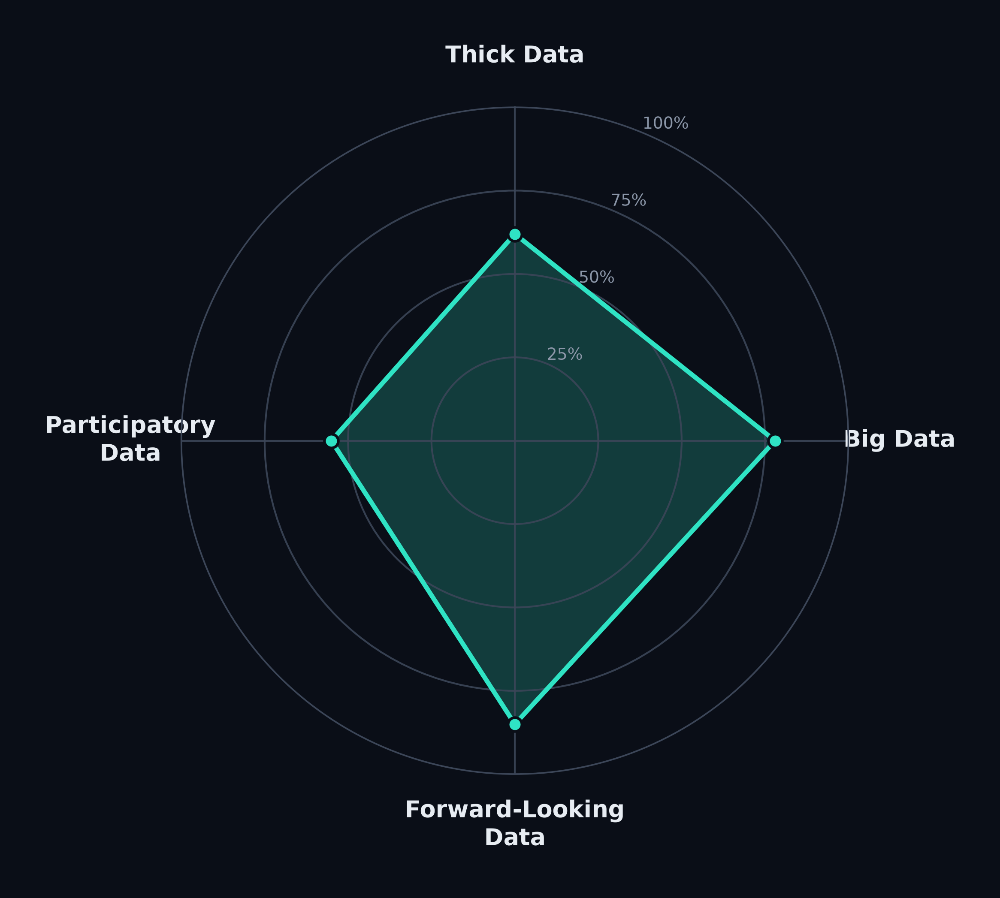 Thick Data
100%
75%
50%
25%
Participatory
Data
Big Data
Forward-Looking
Data